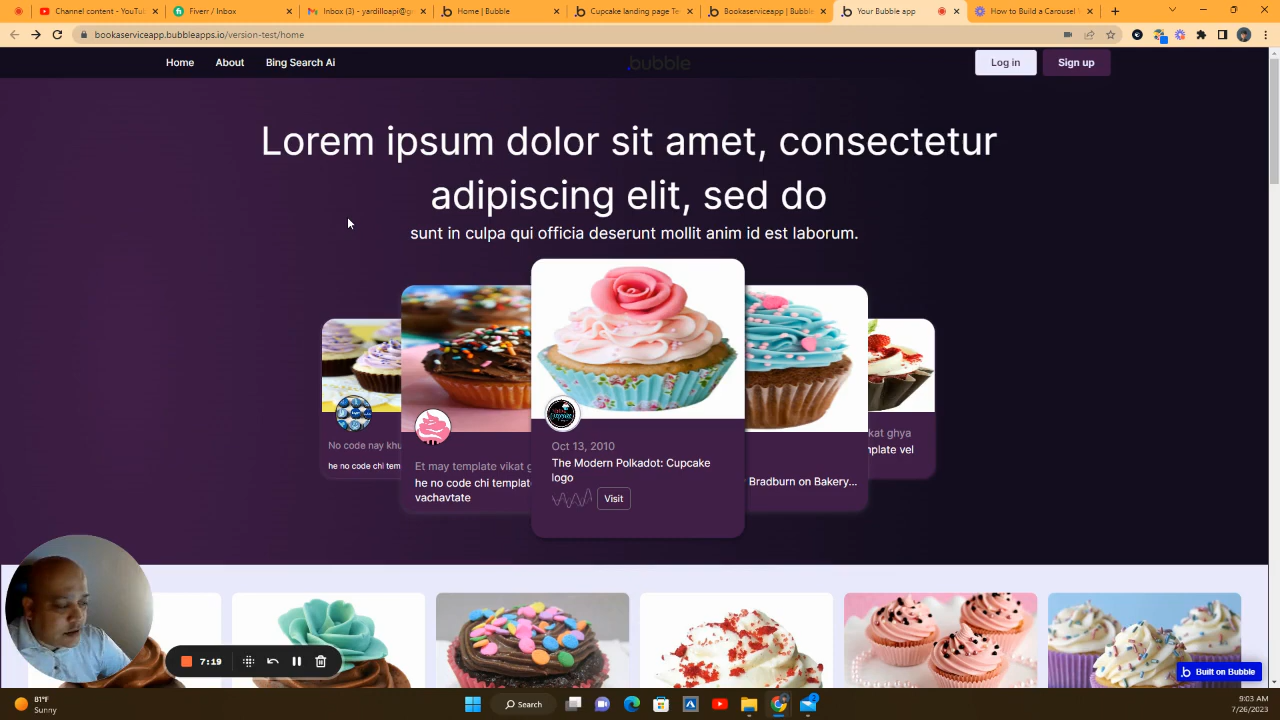 Channel content - YouTu
Fiverr / Inbox
Inbox (3) - yardilloapi@g
Home | Bubble
Cupcake landing page Te
Bookaserviceapp | Bubble
Your Bubble app
How to Build a Carousel
bookaserviceapp.bubbleapps.io/version-test/home
Home
About
Bing Search Ai
bubble
Log in
Sign up
Lorem ipsum dolor sit amet, consectetur
adipiscing elit, sed do
sunt in culpa qui officia deserunt mollit anim id est laborum.
No code nay khu
he no code chi tem
Et may template vikat g
he no code chi templat
vachavtate
Oct 13, 2010
The Modern Polkadot: Cupcake
logo
Visit
Bradburn on Bakery...
kat ghya
nplate vel
7:19
Built on Bubble
81°F
Sunny
Search
9:03 AM
7/26/2023